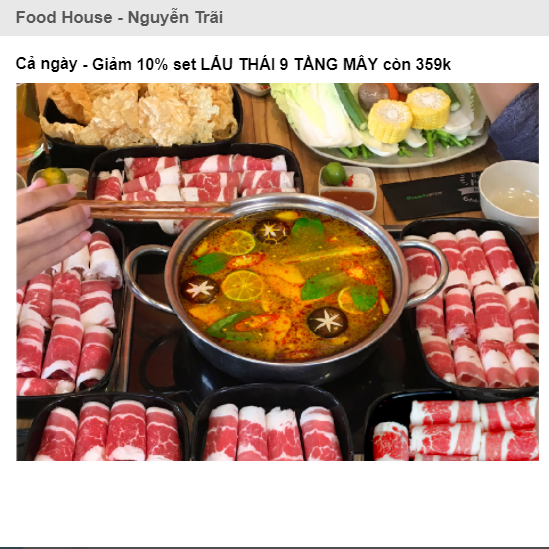 Food House - Nguyễn Trãi
Cả ngày - Giảm 10% set LẨU THÁI 9 TẦNG MÂY còn 359k